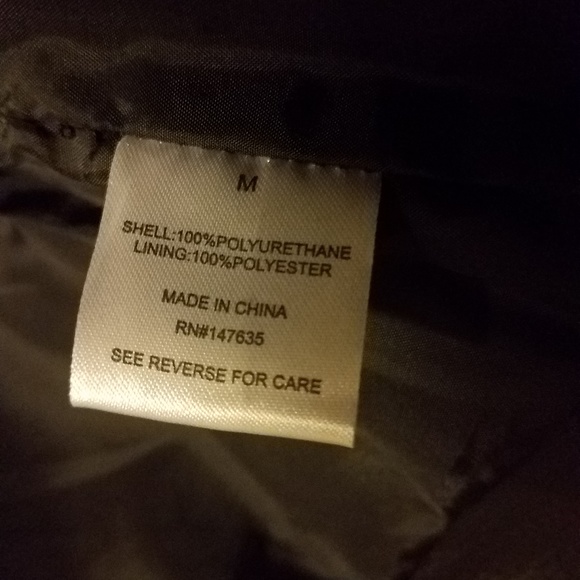 M
SHELL:100%POLYURETHANE
LINING:100%POLYESTER
MADE IN CHINA
RN#147635
SEE REVERSE FOR CARE